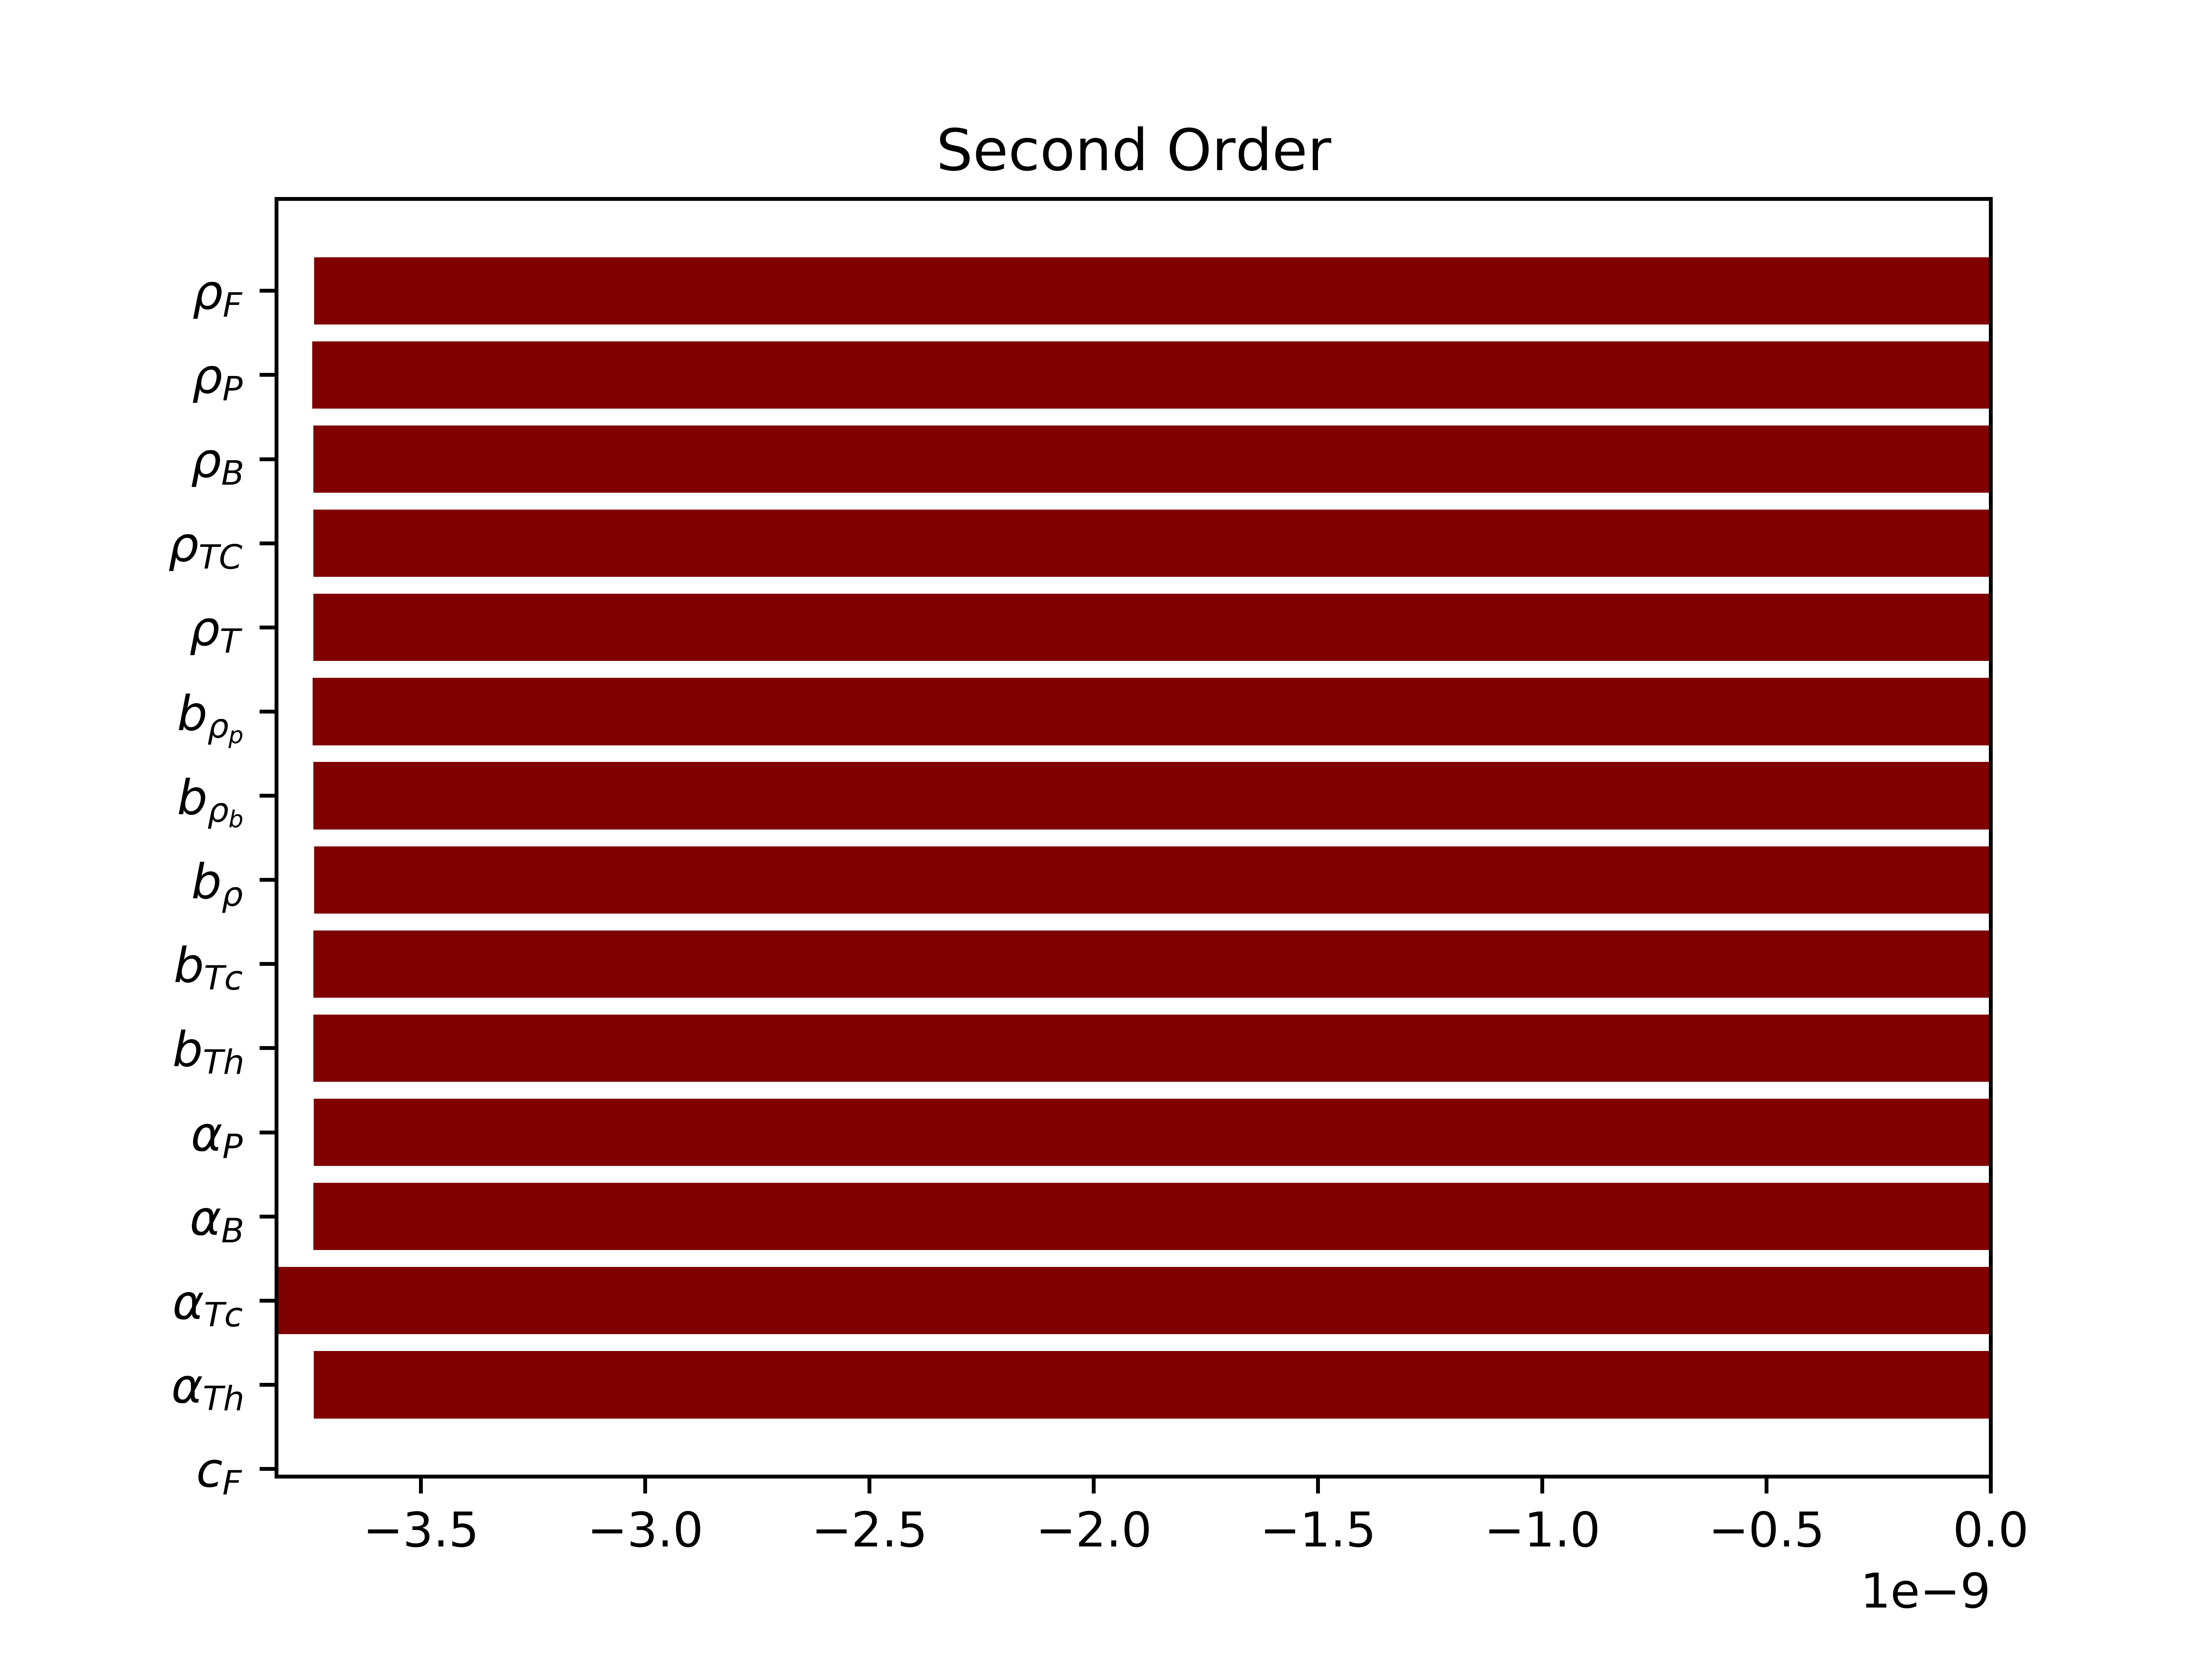 Second Order
ρ_F
ρ_P
ρ_B
ρ_TC
ρ_T
b_ρ_p
b_ρ_b
b_ρ
b_Tc
b_Th
α_P
α_B
α_Tc
α_Th
c_F
−3.5 −3.0 −2.5 −2.0 −1.5 −1.0 −0.5 0.0
1e−9